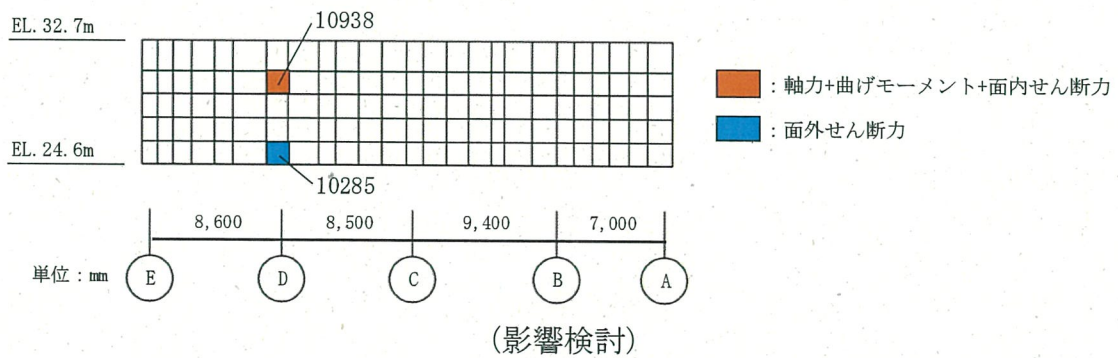 EL.32.7m
10938
:軸力+曲げモーメント+面内せん断力
:面外せん断力
EL.24.6m
10285
8,600 8,500 9,400 7,000
単位:mm E D C B A
(影響検討)